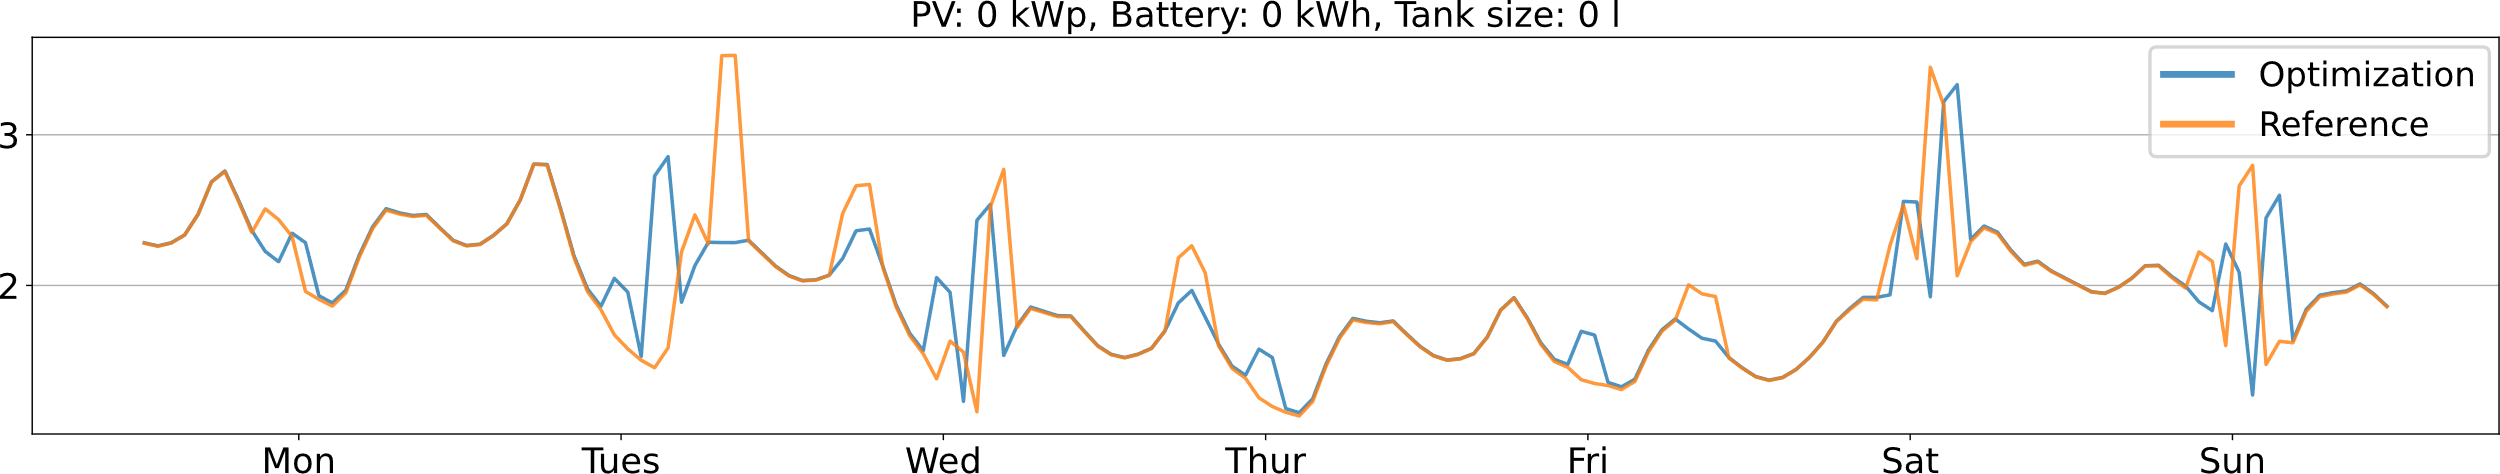 PV: 0 kWp, Battery: 0 kWh, Tank size: 0 l
Optimization
Reference
3
2
Mon Tues Wed Thur Fri Sat Sun